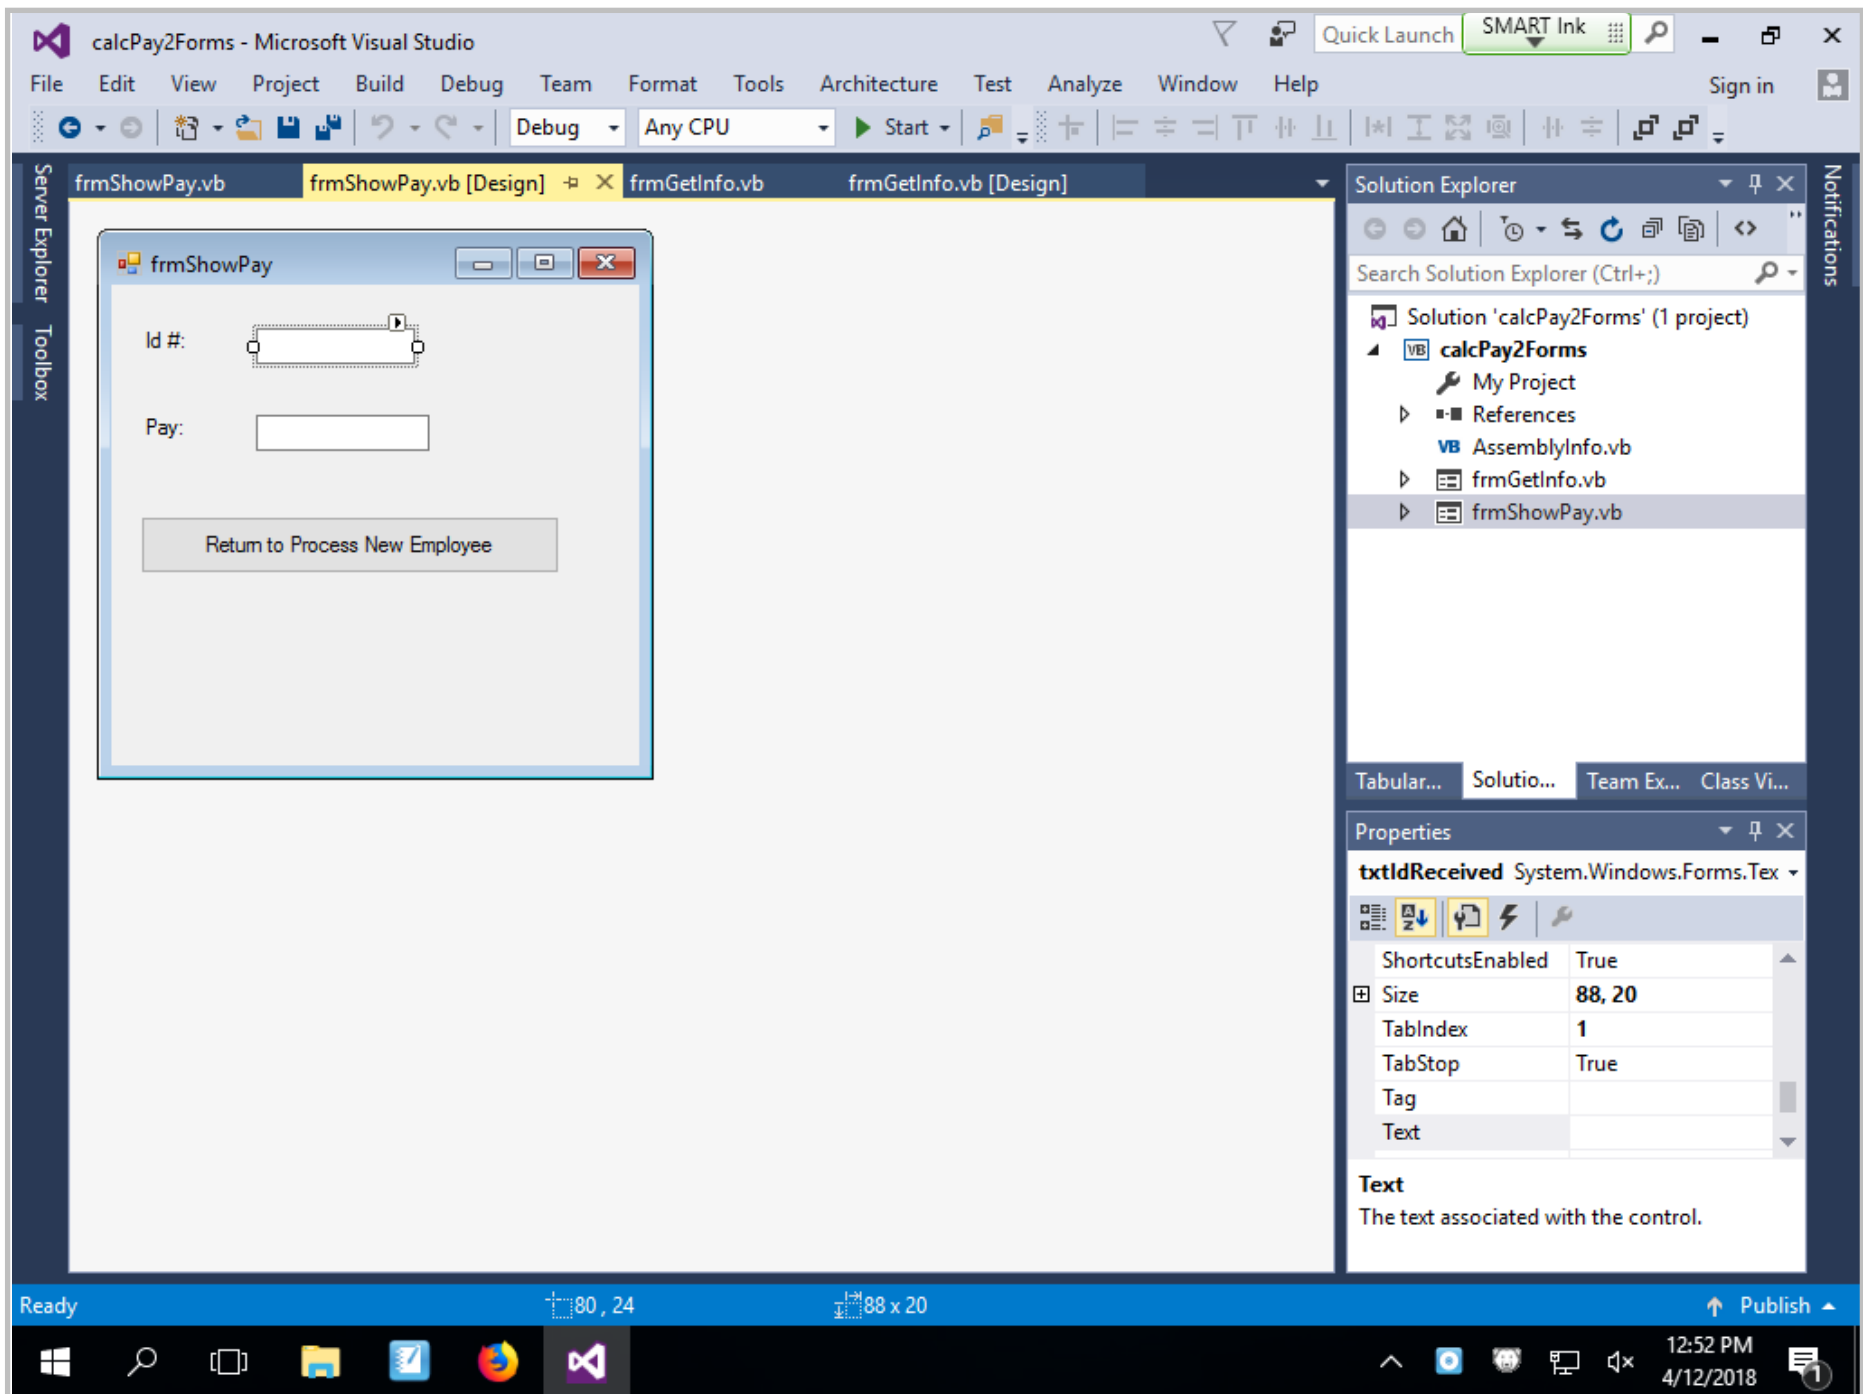 calcPay2Forms - Microsoft Visual Studio
Quick Launch
SMART Ink
File Edit View Project Build Debug Team Format Tools Architecture Test Analyze Window Help
Sign in
Debug
Any CPU
Start
Server Explorer
Toolbox
frmShowPay.vb
frmShowPay.vb [Design]
frmGetInfo.vb
frmGetInfo.vb [Design]
frmShowPay
Id #:
Pay:
Return to Process New Employee
Solution Explorer
Search Solution Explorer (Ctrl+;)
Solution 'calcPay2Forms' (1 project)
VB calcPay2Forms
My Project
References
VB AssemblyInfo.vb
frmGetInfo.vb
frmShowPay.vb
Tabular... Solutio... Team Ex... Class Vi...
Notifications
Properties
txtIdReceived System.Windows.Forms.Tex
ShortcutsEnabled True
Size 88, 20
TabIndex 1
TabStop True
Tag
Text
Text
The text associated with the control.
Ready
80 , 24
88 x 20
Publish
12:52 PM
4/12/2018
1